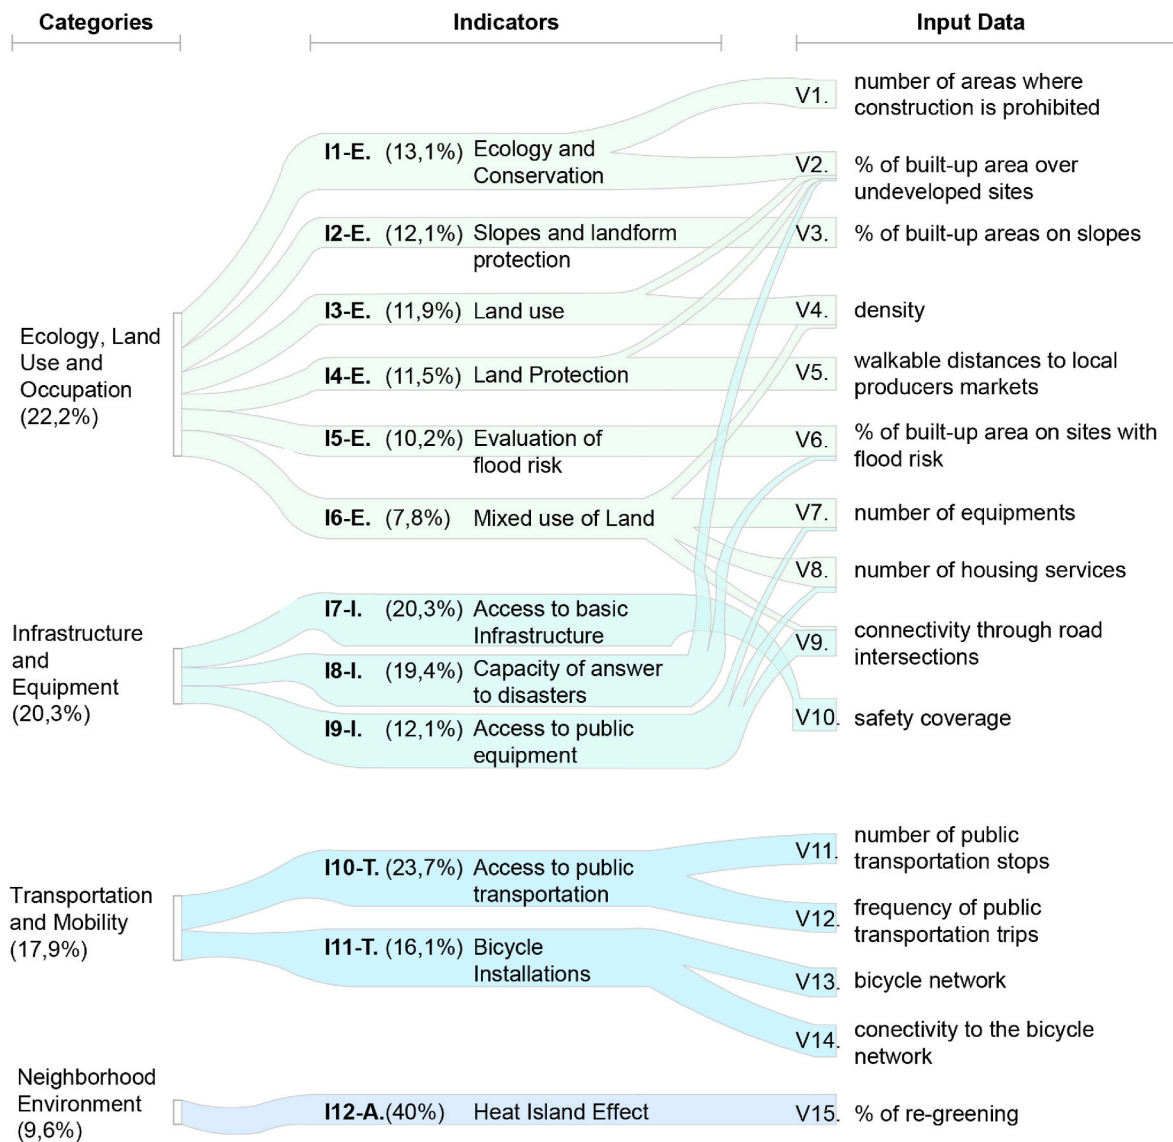 Categories
Indicators
Input Data
Ecology, Land
Use and
Occupation
(22,2%)
I1-E. (13,1%) Ecology and
Conservation
I2-E. (12,1%) Slopes and landform
protection
I3-E. (11,9%) Land use
I4-E. (11,5%) Land Protection
I5-E. (10,2%) Evaluation of
flood risk
I6-E. (7,8%) Mixed use of Land
Infrastructure
and
Equipment
(20,3%)
I7-I. (20,3%) Access to basic
Infrastructure
I8-I. (19,4%) Capacity of answer
to disasters
I9-I. (12,1%) Access to public
equipment
Transportation
and Mobility
(17,9%)
I10-T. (23,7%) Access to public
transportation
I11-T. (16,1%) Bicycle
Installations
Neighborhood
Environment
(9,6%)
I12-A.(40%) Heat Island Effect
V1. number of areas where
construction is prohibited
V2. % of built-up area over
undeveloped sites
V3. % of built-up areas on slopes
V4. density
V5. walkable distances to local
producers markets
V6. % of built-up area on sites with
flood risk
V7. number of equipments
V8. number of housing services
V9. connectivity through road
intersections
V10. safety coverage
V11. number of public
transportation stops
V12. frequency of public
transportation trips
V13. bicycle network
V14. conectivity to the bicycle
network
V15. % of re-greening